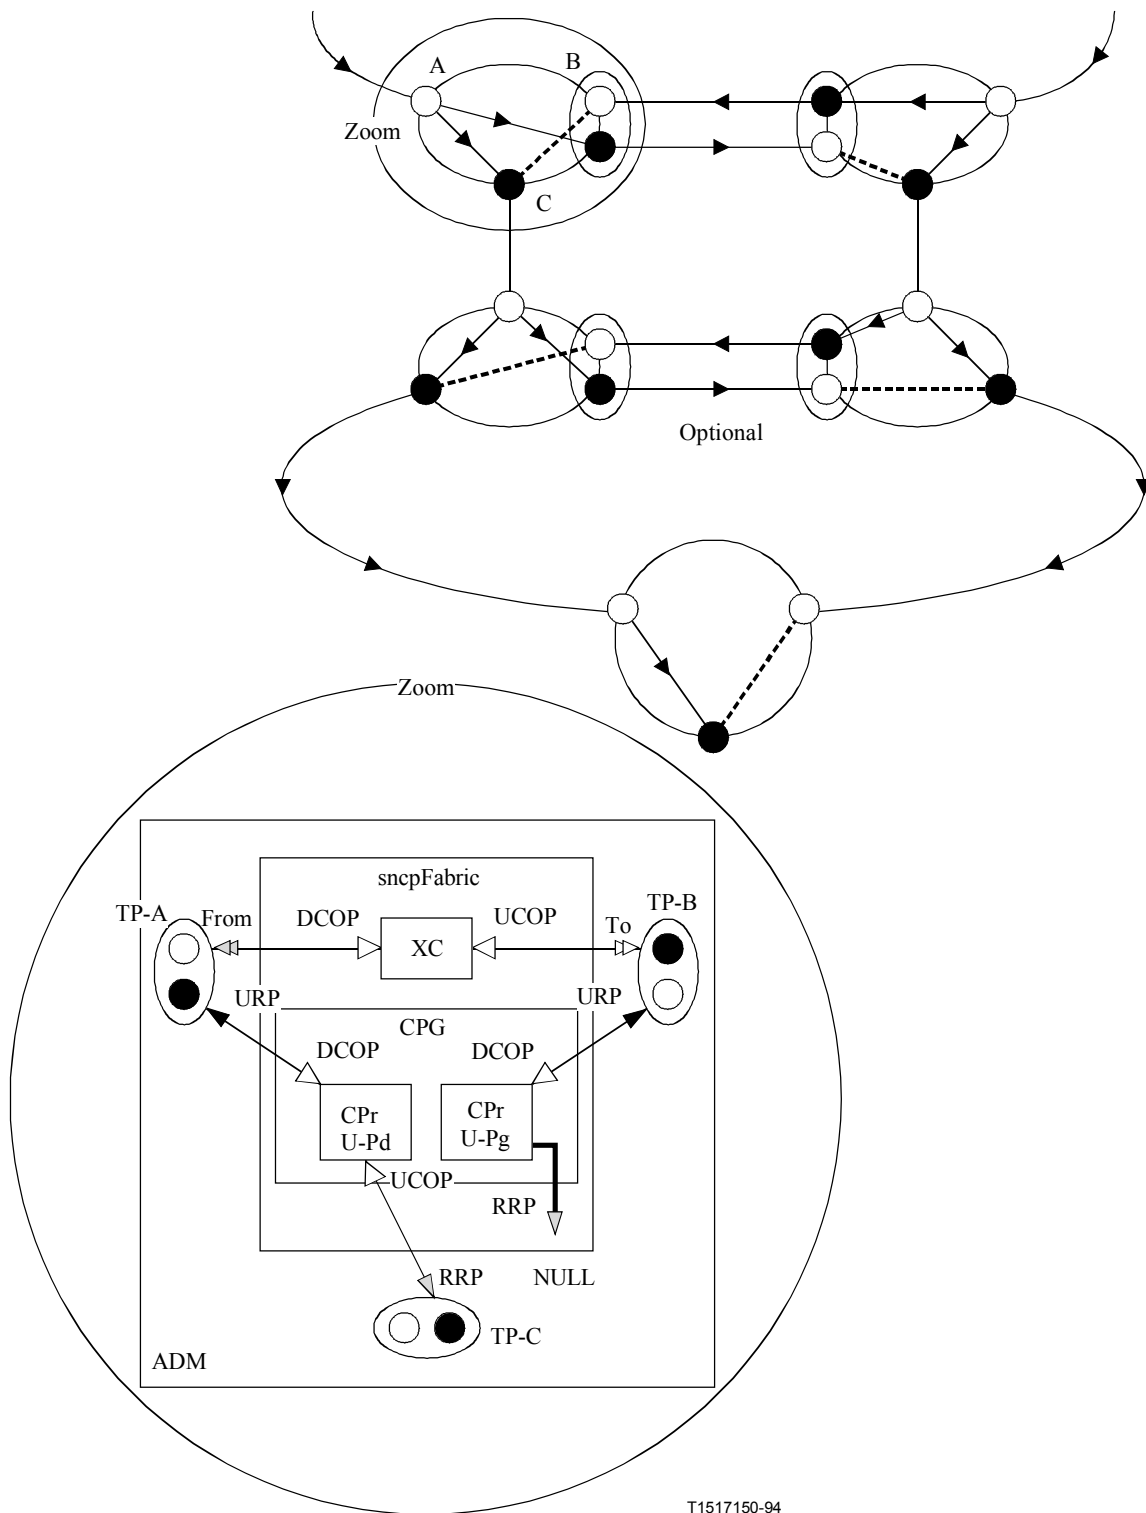 A
B
Zoom
C
Optional
Zoom
sncpFabric
TP-A
From
DCOP
UCOP
To
TP-B
XC
URP
URP
CPG
DCOP
DCOP
CPr
U-Pd
CPr
U-Pg
UCOP
RRP
RRP
NULL
TP-C
ADM
T1517150-94